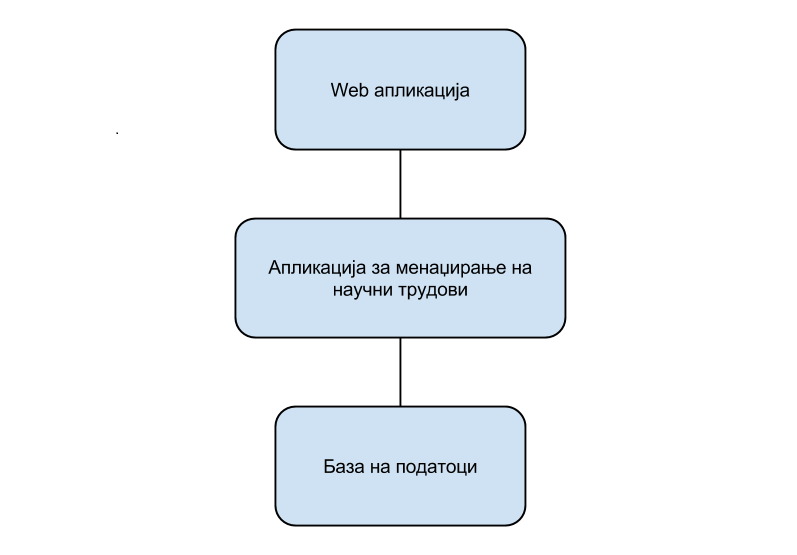 Web апликација
Апликација за менаџирање на
научни трудови
База на податоци